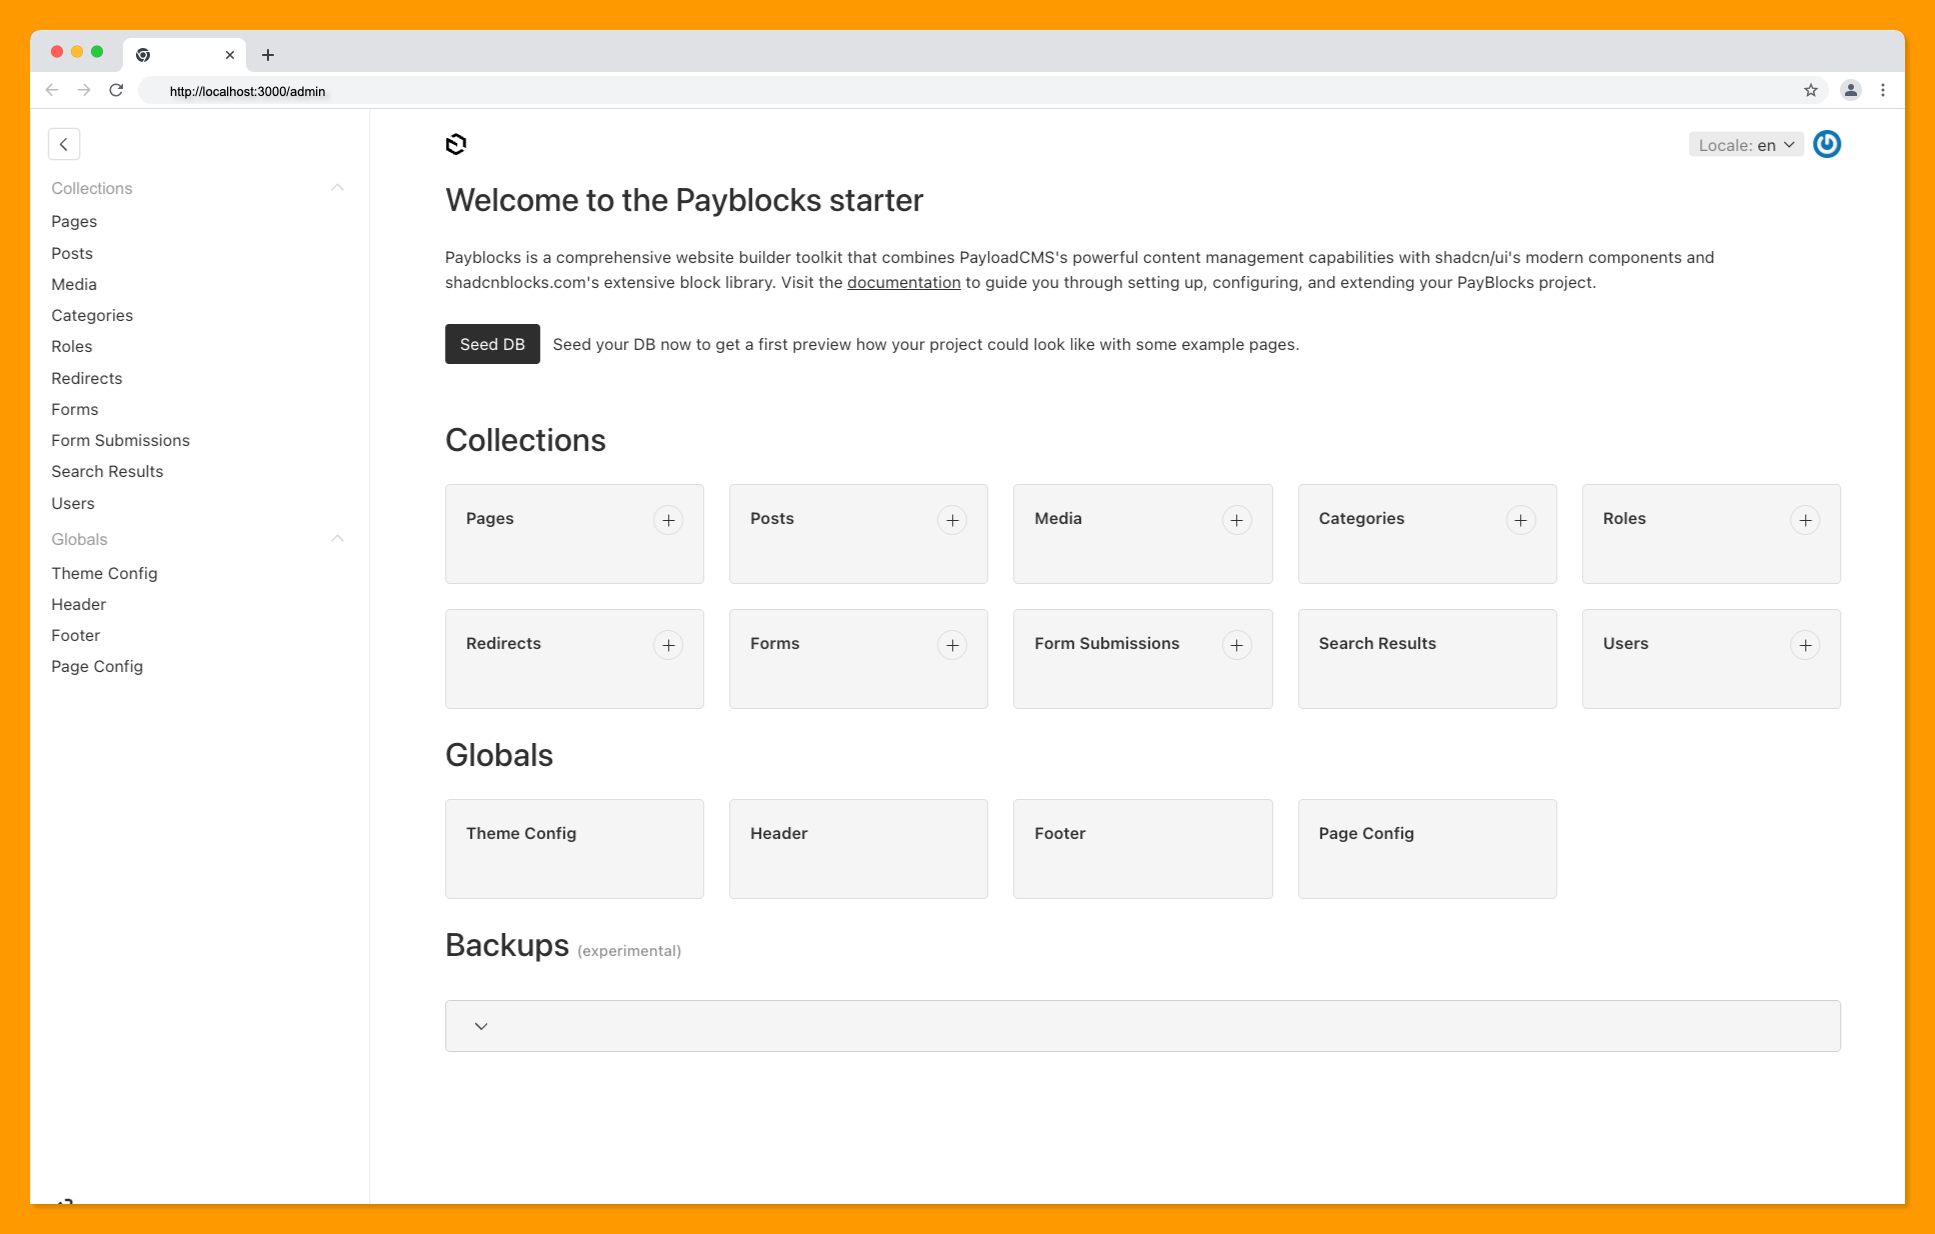 http://localhost:3000/admin
Locale: en
Collections
Pages
Posts
Media
Categories
Roles
Redirects
Forms
Form Submissions
Search Results
Users
Globals
Theme Config
Header
Footer
Page Config
Welcome to the Payblocks starter
Payblocks is a comprehensive website builder toolkit that combines PayloadCMS's powerful content management capabilities with shadcn/ui's modern components and
shadcnblocks.com's extensive block library. Visit the documentation to guide you through setting up, configuring, and extending your PayBlocks project.
Seed DB Seed your DB now to get a first preview how your project could look like with some example pages.
Collections
Pages Posts Media Categories Roles
Redirects Forms Form Submissions Search Results Users
Globals
Theme Config Header Footer Page Config
Backups (experimental)